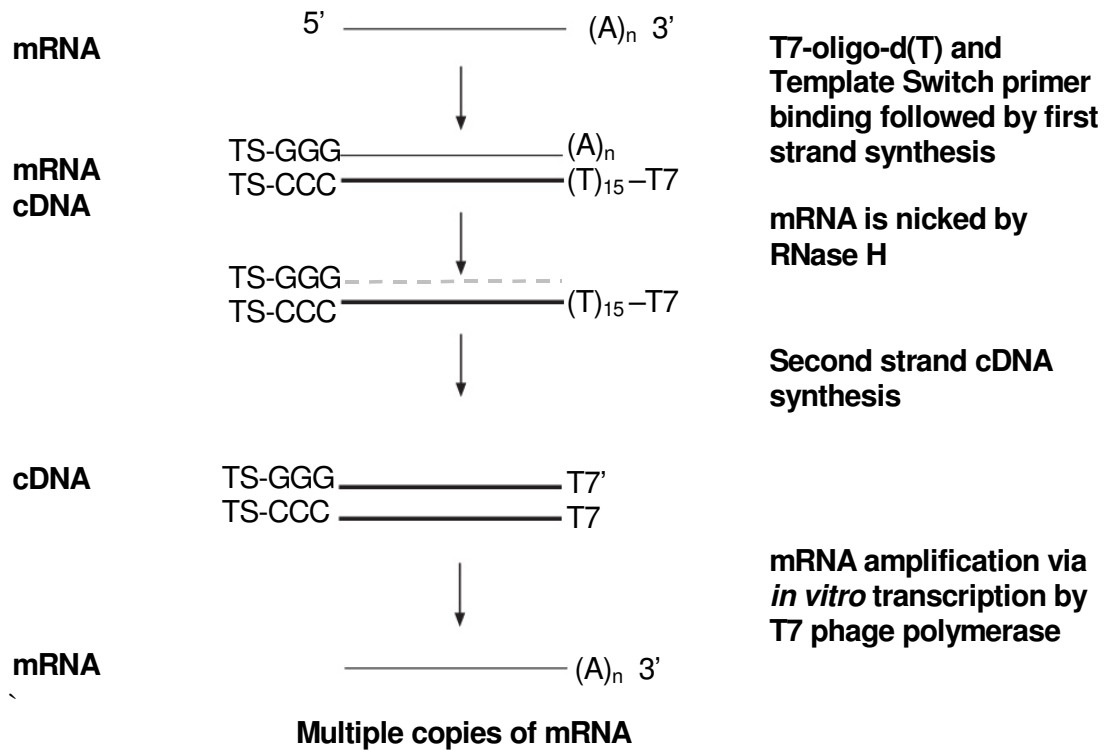 5’ (A)n 3’
mRNA
T7-oligo-d(T) and
Template Switch primer
binding followed by first
strand synthesis
TS-GGG (A)n
mRNA
TS-CCC (T)15 –T7
cDNA
mRNA is nicked by
RNase H
TS-GGG
TS-CCC (T)15 –T7
Second strand cDNA
synthesis
cDNA
TS-GGG T7’
TS-CCC T7
mRNA amplification via
in vitro transcription by
T7 phage polymerase
mRNA
(A)n 3’
`
Multiple copies of mRNA